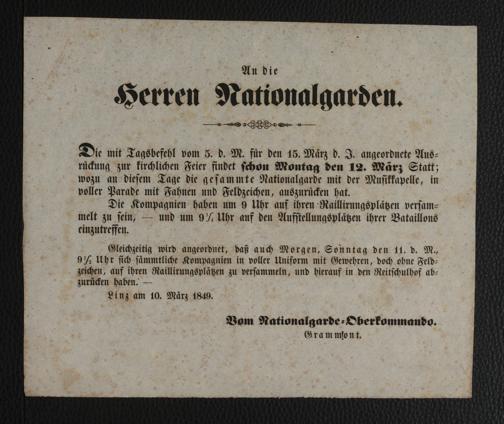 An die
Herren Nationalgarden.
Die mit Tagsbefehl vom 5. d. M. für den 15. März d. J. angeordnete Aus-
rückung zur kirchlichen Feier findet schon Montag den 12. März Statt;
wozu an diesem Tage die gesammte Nationalgarde mit der Musikkapelle, in
voller Parade mit Fahnen und Feldzeichen, auszurücken hat.
Die Kompagnien haben um 9 Uhr auf ihren Raillirungsplätzen versam-
melt zu sein, — und um 9½ Uhr auf den Aufstellungsplätzen ihrer Bataillons
einzutreffen.
Gleichzeitig wird angeordnet, daß auch Morgen, Sonntag den 11. d. M.,
9½ Uhr sich sämmtliche Kompagnien in voller Uniform mit Gewehren, doch ohne Feld-
zeichen, auf ihren Raillirungsplätzen zu versammeln, und hierauf in den Reitschulhof ab-
zurücken haben. —
Linz am 10. März 1849.
Vom Nationalgarde-Oberkommando.
Grammont.